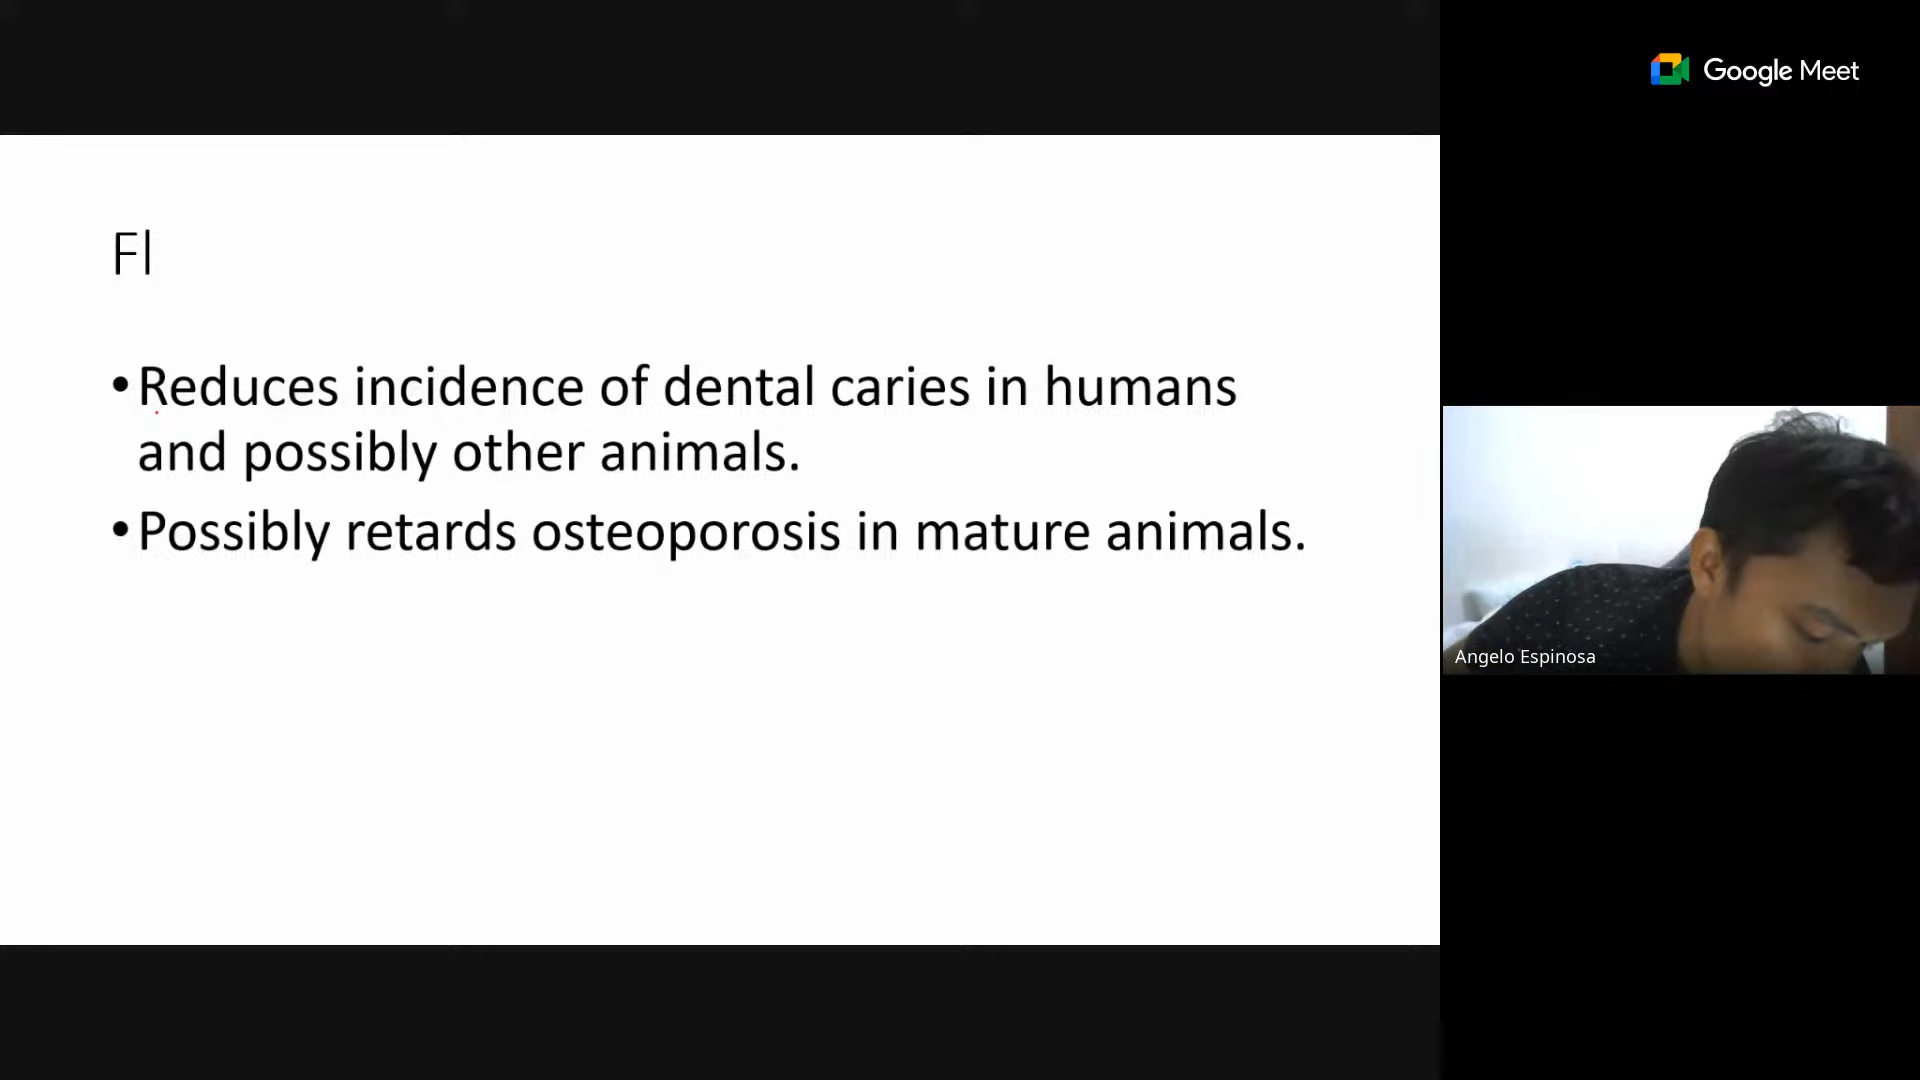 Google Meet
Fl
•Reduces incidence of dental caries in humans
and possibly other animals.
•Possibly retards osteoporosis in mature animals.
Angelo Espinosa